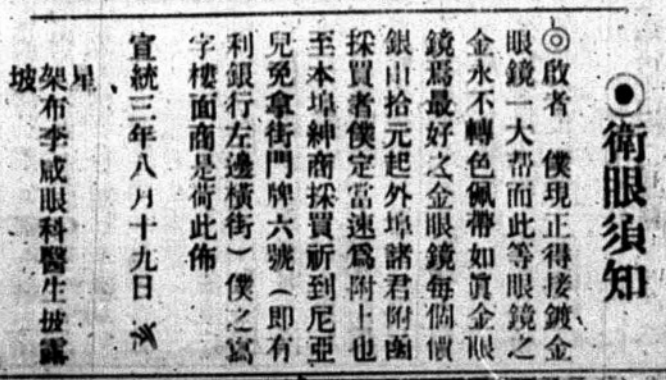 ◉衛眼須知
◎啟者 僕現正得接鍍金
眼鏡一大帮而此等眼鏡之
金永不轉色佩帶如眞金眼
鏡爲最好之金眼鏡每個價
銀由拾元起外埠諸君附函
採買者僕定當速爲附上也
至本埠紳商採買祈到尼亞
兒免拿街門牌六號(即有
利銀行左邊橫街)僕之寫
字樓面商是荷此佈
宣統三年八月十九日
星架坡布李咸眼科醫生披露